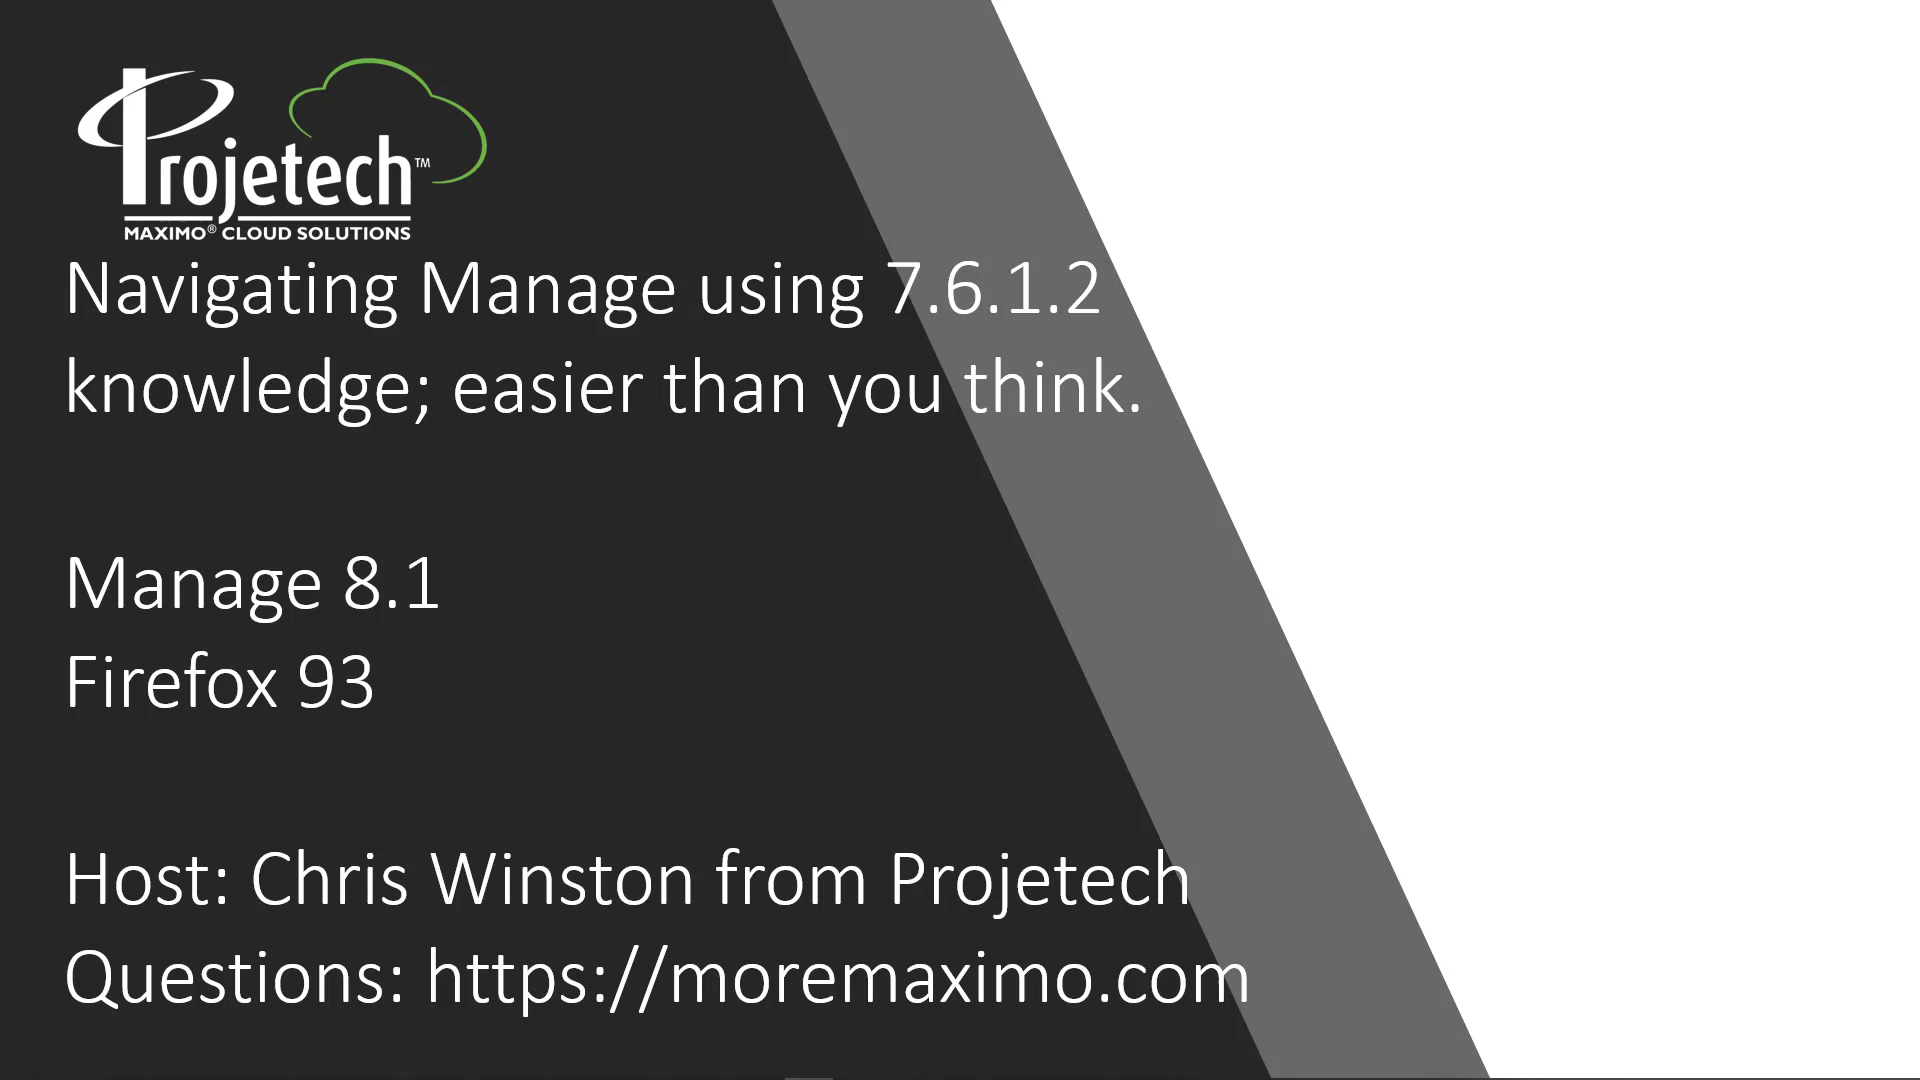 Projetech™
MAXIMO® CLOUD SOLUTIONS
Navigating Manage using 7.6.1.2
knowledge; easier than you think.
Manage 8.1
Firefox 93
Host: Chris Winston from Projetech
Questions: https://moremaximo.com